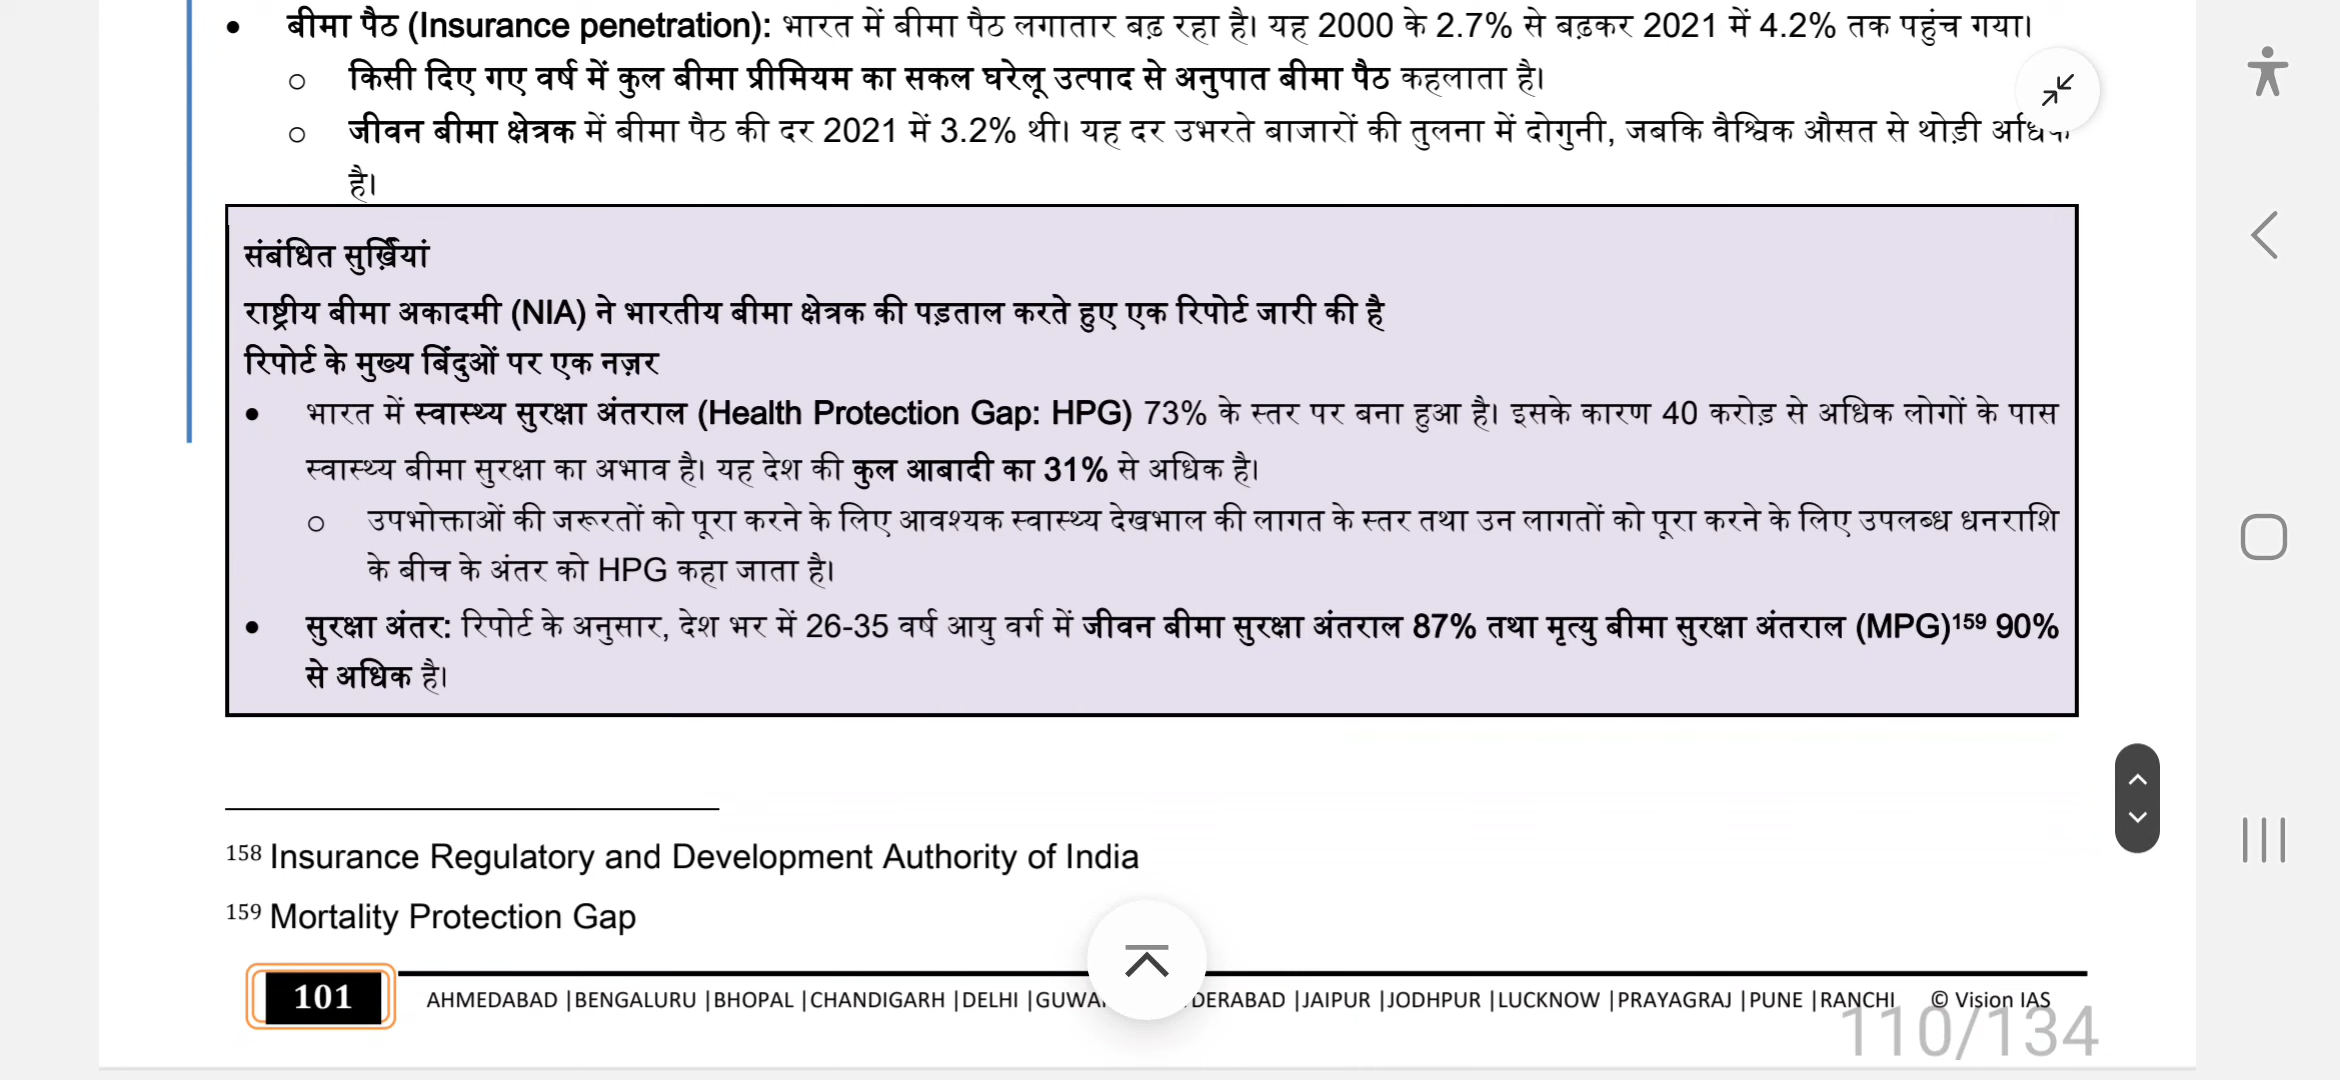 • बीमा पैठ (Insurance penetration): भारत में बीमा पैठ लगातार बढ़ रहा है। यह 2000 के 2.7% से बढ़कर 2021 में 4.2% तक पहुंच गया।
○ किसी दिए गए वर्ष में कुल बीमा प्रीमियम का सकल घरेलू उत्पाद से अनुपात बीमा पैठ कहलाता है।
○ जीवन बीमा क्षेत्रक में बीमा पैठ की दर 2021 में 3.2% थी। यह दर उभरते बाजारों की तुलना में दोगुनी, जबकि वैश्विक औसत से थोड़ी अधिक
है।
संबंधित सुर्ख़ियां
राष्ट्रीय बीमा अकादमी (NIA) ने भारतीय बीमा क्षेत्रक की पड़ताल करते हुए एक रिपोर्ट जारी की है
रिपोर्ट के मुख्य बिंदुओं पर एक नज़र
• भारत में स्वास्थ्य सुरक्षा अंतराल (Health Protection Gap: HPG) 73% के स्तर पर बना हुआ है। इसके कारण 40 करोड़ से अधिक लोगों के पास
स्वास्थ्य बीमा सुरक्षा का अभाव है। यह देश की कुल आबादी का 31% से अधिक है।
○ उपभोक्ताओं की जरूरतों को पूरा करने के लिए आवश्यक स्वास्थ्य देखभाल की लागत के स्तर तथा उन लागतों को पूरा करने के लिए उपलब्ध धनराशि
के बीच के अंतर को HPG कहा जाता है।
• सुरक्षा अंतर: रिपोर्ट के अनुसार, देश भर में 26-35 वर्ष आयु वर्ग में जीवन बीमा सुरक्षा अंतराल 87% तथा मृत्यु बीमा सुरक्षा अंतराल (MPG)159 90%
से अधिक है।
158 Insurance Regulatory and Development Authority of India
159 Mortality Protection Gap
101 AHMEDABAD |BENGALURU |BHOPAL |CHANDIGARH |DELHI |JAIPUR |JODHPUR |LUCKNOW |PRAYAGRAJ |PUNE |RANCHI © Vision IAS
110/134